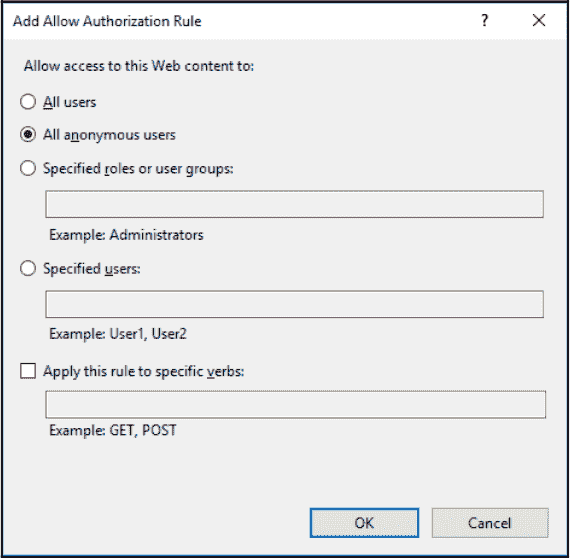 Add Allow Authorization Rule
?
Allow access to this Web content to:
All users
All anonymous users
Specified roles or user groups:
Example: Administrators
Specified users:
Example: User1, User2
Apply this rule to specific verbs:
Example: GET, POST
OK Cancel